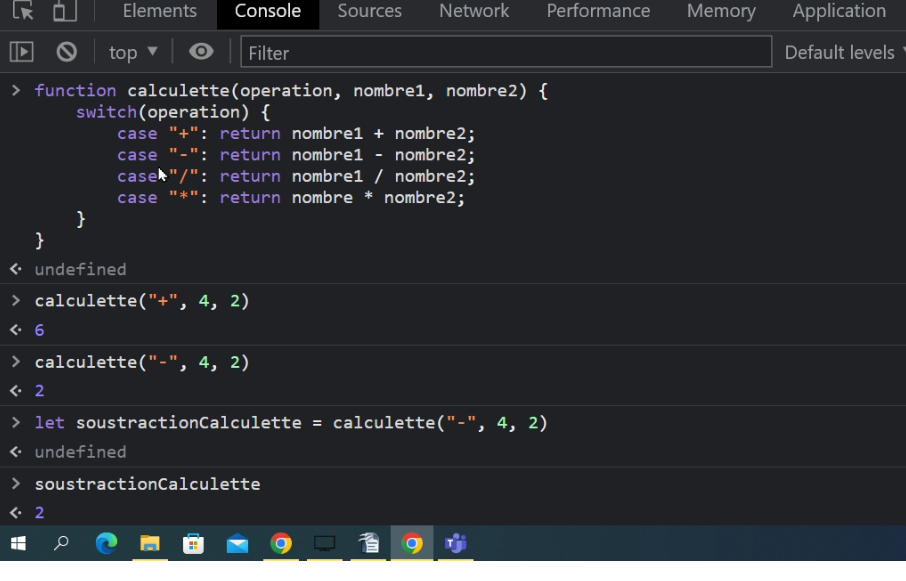 Elements Console Sources Network Performance Memory Application
top ▼ Filter Default levels
> function calculette(operation, nombre1, nombre2) {
switch(operation) {
case "+": return nombre1 + nombre2;
case "-": return nombre1 - nombre2;
case "/": return nombre1 / nombre2;
case "*": return nombre * nombre2;
}
}
undefined
> calculette("+", 4, 2)
6
> calculette("-", 4, 2)
2
> let soustractionCalculette = calculette("-", 4, 2)
undefined
> soustractionCalculette
2